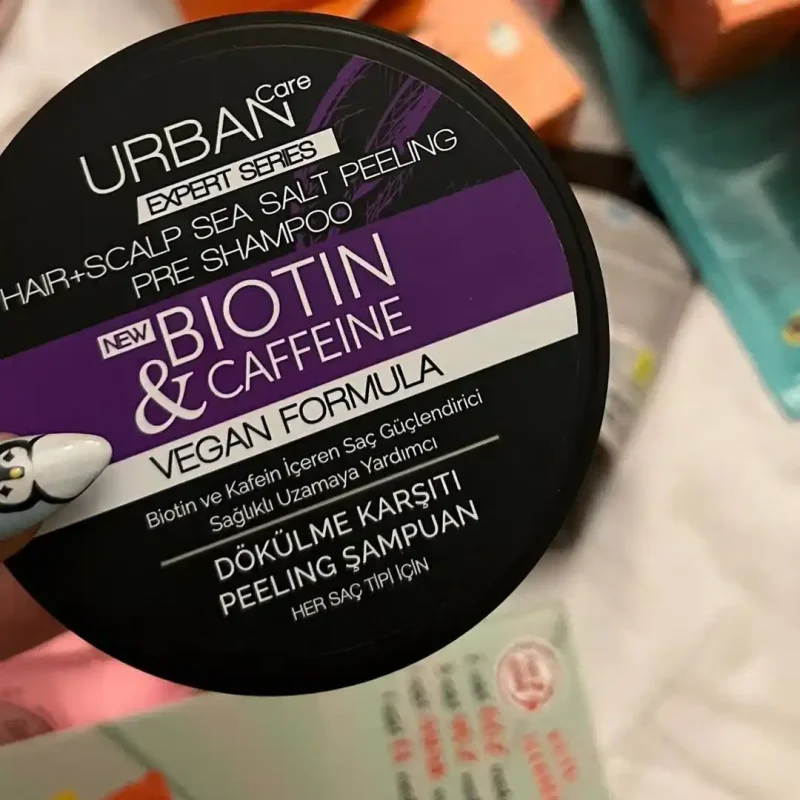 URBAN Care
EXPERT SERIES
HAIR+SCALP SEA SALT PEELING
PRE SHAMPOO
NEW BIOTIN
& CAFFEINE
VEGAN FORMULA
Biotin ve Kafein İçeren Saç Güçlendirici
Sağlıklı Uzamaya Yardımcı
DÖKÜLME KARŞITI
PEELING ŞAMPUAN
HER SAÇ TİPİ İÇİN